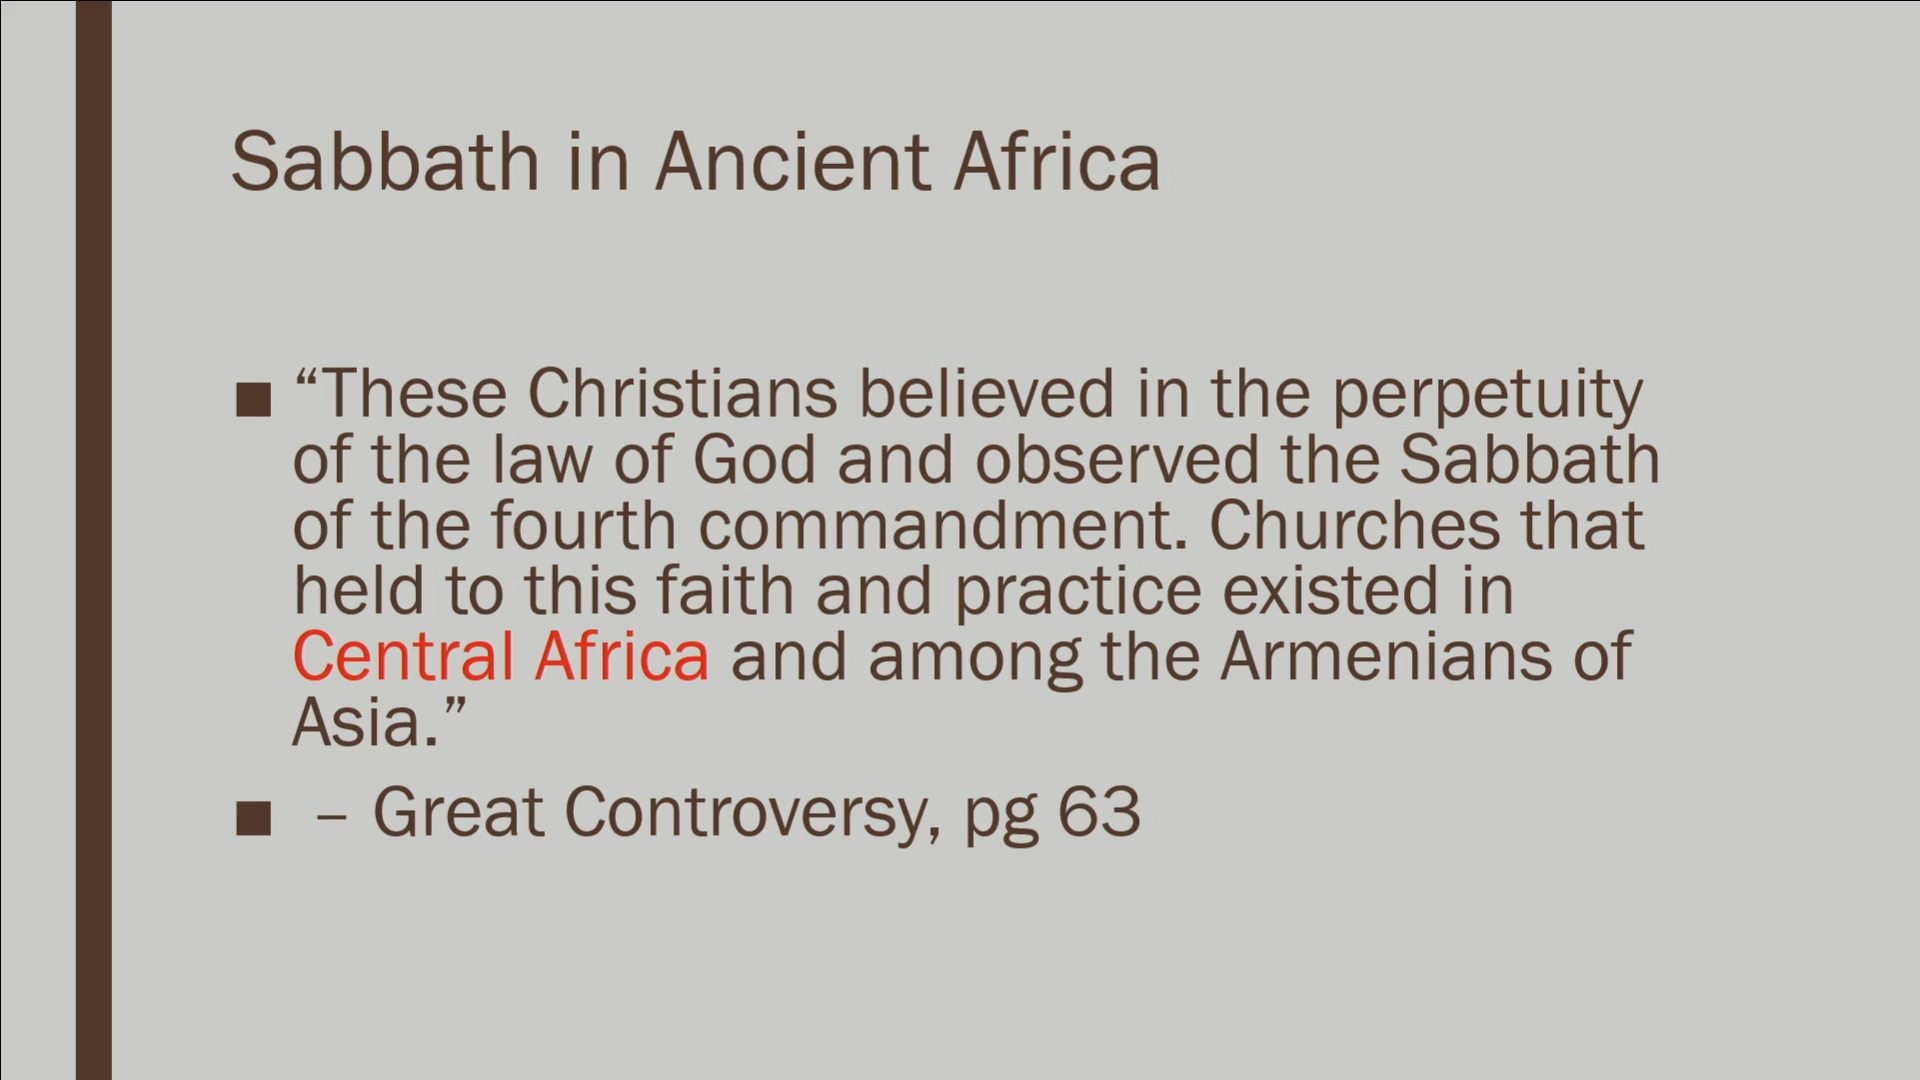 Sabbath in Ancient Africa
■ “These Christians believed in the perpetuity
of the law of God and observed the Sabbath
of the fourth commandment. Churches that
held to this faith and practice existed in
Central Africa and among the Armenians of
Asia.”
■ – Great Controversy, pg 63